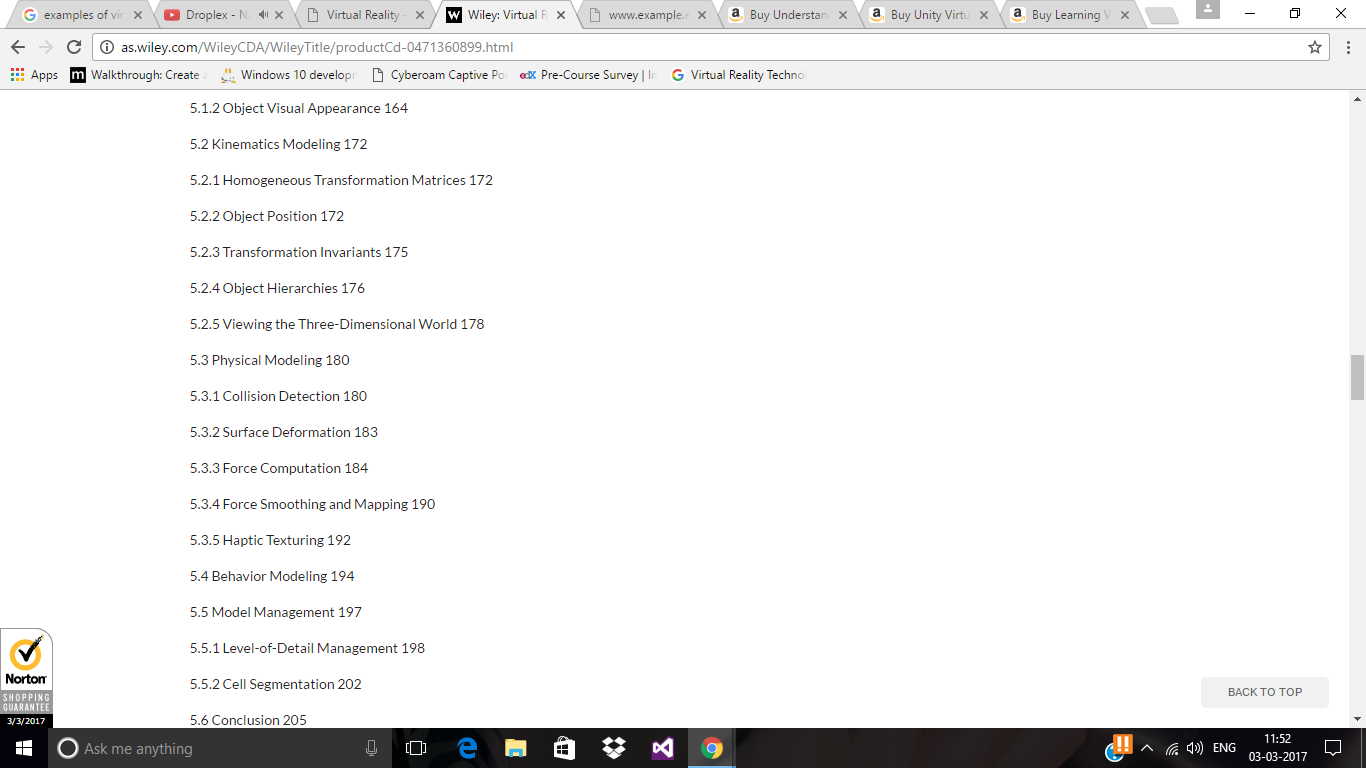 examples of vir
Droplex - N
Virtual Reality -
Wiley: Virtual R
www.example.e
Buy Understan
Buy Unity Virtu
Buy Learning V
as.wiley.com/WileyCDA/WileyTitle/productCd-0471360899.html
Apps
Walkthrough: Create a
Windows 10 developm
Cyberoam Captive Po
Pre-Course Survey | In
Virtual Reality Techno
5.1.2 Object Visual Appearance 164
5.2 Kinematics Modeling 172
5.2.1 Homogeneous Transformation Matrices 172
5.2.2 Object Position 172
5.2.3 Transformation Invariants 175
5.2.4 Object Hierarchies 176
5.2.5 Viewing the Three-Dimensional World 178
5.3 Physical Modeling 180
5.3.1 Collision Detection 180
5.3.2 Surface Deformation 183
5.3.3 Force Computation 184
5.3.4 Force Smoothing and Mapping 190
5.3.5 Haptic Texturing 192
5.4 Behavior Modeling 194
5.5 Model Management 197
5.5.1 Level-of-Detail Management 198
5.5.2 Cell Segmentation 202
5.6 Conclusion 205
Norton
SHOPPING
GUARANTEE
3/3/2017
BACK TO TOP
Ask me anything
ENG
11:52
03-03-2017